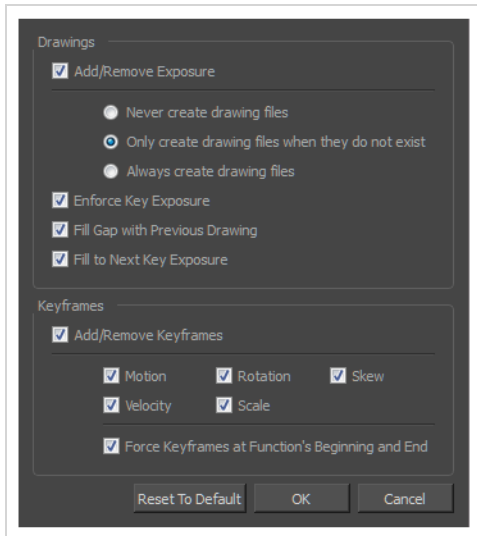 Drawings
Add/Remove Exposure
Never create drawing files
Only create drawing files when they do not exist
Always create drawing files
Enforce Key Exposure
Fill Gap with Previous Drawing
Fill to Next Key Exposure
Keyframes
Add/Remove Keyframes
Motion Rotation Skew
Velocity Scale
Force Keyframes at Function's Beginning and End
Reset To Default OK Cancel